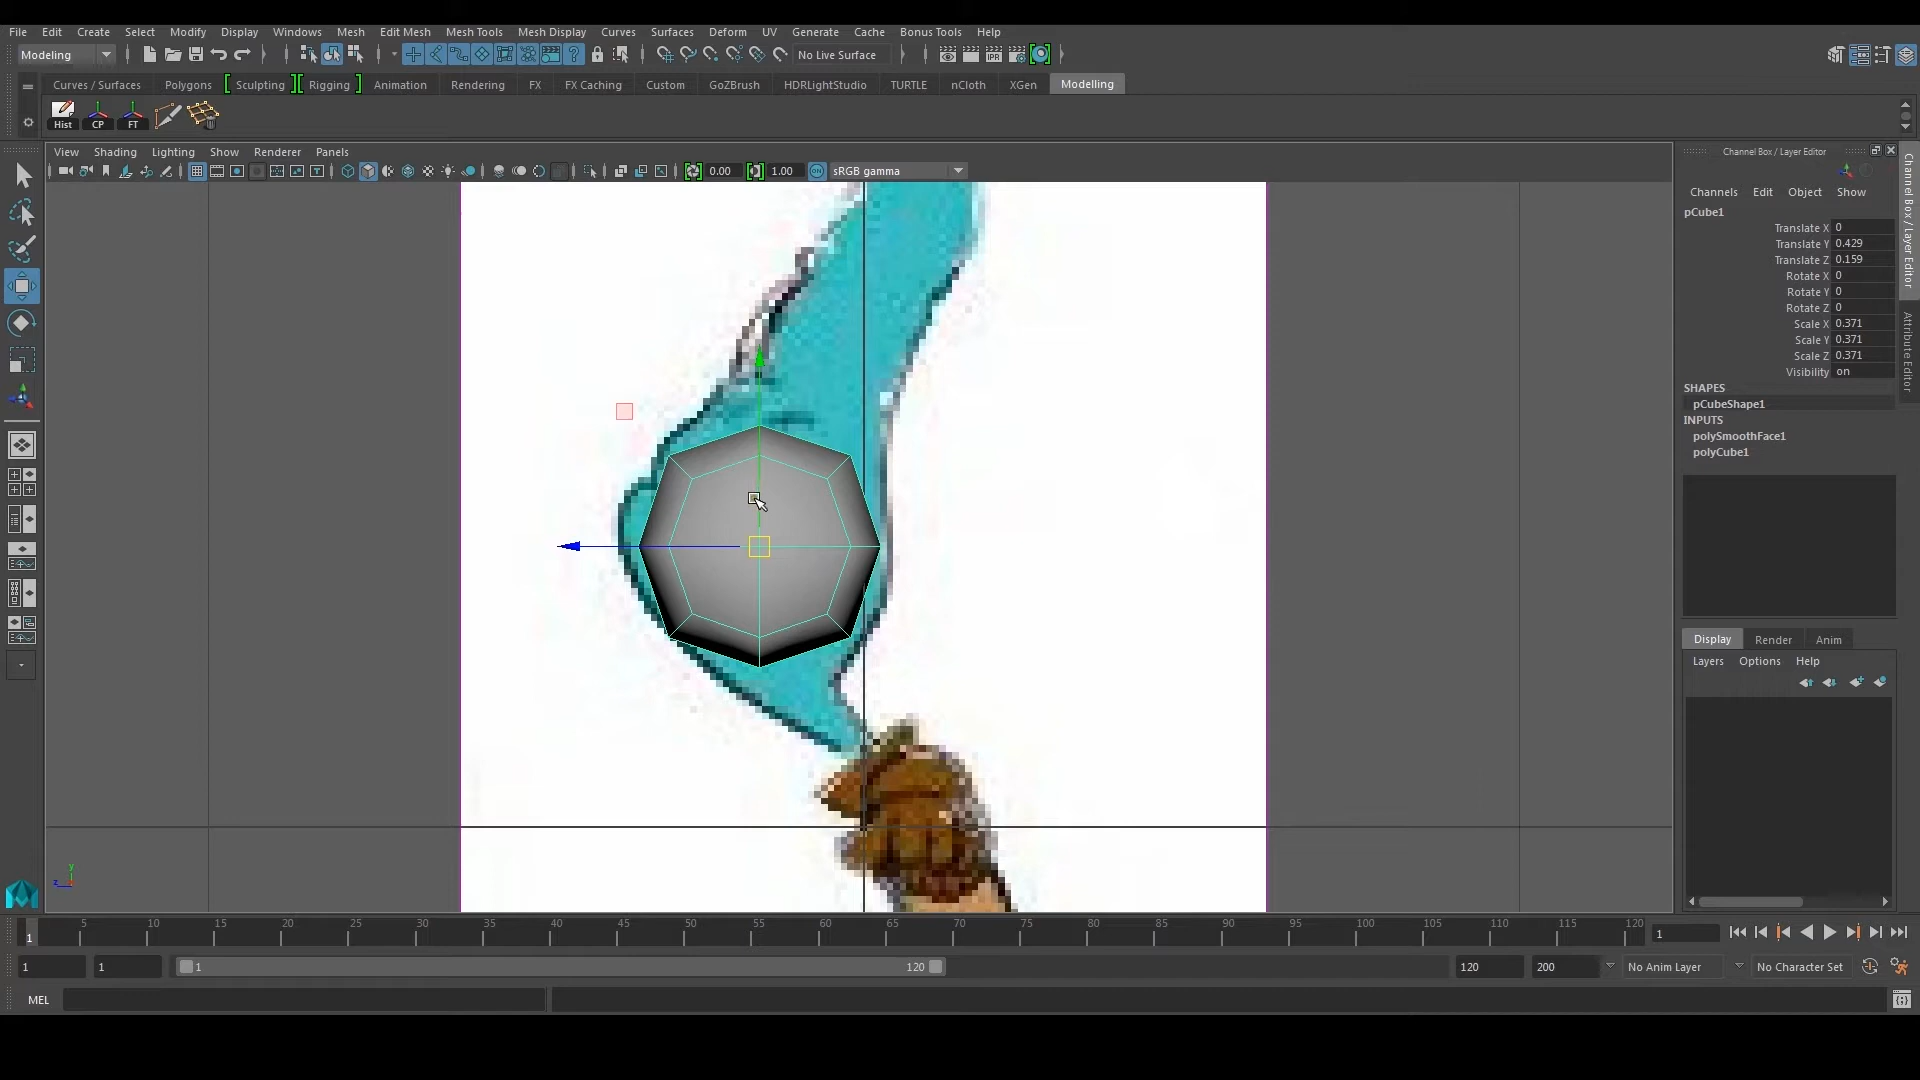 File Edit Create Select Modify Display Windows Mesh Edit Mesh Mesh Tools Mesh Display Curves Surfaces Deform UV Generate Cache Bonus Tools Help
Modeling No Live Surface
Curves / Surfaces Polygons Sculpting Rigging Animation Rendering FX FX Caching Custom GoZBrush HDRLightStudio TURTLE nCloth XGen Modelling
Hist CP FT
View Shading Lighting Show Renderer Panels
0.00 1.00 sRGB gamma
Channel Box / Layer Editor
Channels Edit Object Show
pCube1
Translate X 0
Translate Y 0.429
Translate Z 0.159
Rotate X 0
Rotate Y 0
Rotate Z 0
Scale X 0.371
Scale Y 0.371
Scale Z 0.371
Visibility on
SHAPES
pCubeShape1
INPUTS
polySmoothFace1
polyCube1
Display Render Anim
Layers Options Help
Channel Box / Layer Editor
Attribute Editor
y
z
1 5 10 15 20 25 30 35 40 45 50 55 60 65 70 75 80 85 90 95 100 105 110 115 120 1
1 1 1 120 120 200 No Anim Layer No Character Set
MEL